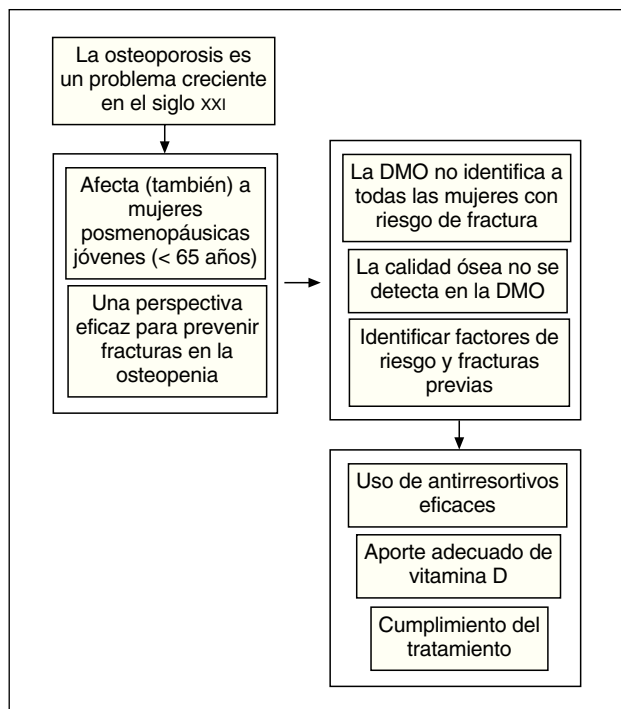 La osteoporosis es
un problema creciente
en el siglo XXI
Afecta (también) a
mujeres
posmenopáusicas
jóvenes (< 65 años)
Una perspectiva
eficaz para prevenir
fracturas en la
osteopenia
La DMO no identifica a
todas las mujeres con
riesgo de fractura
La calidad ósea no se
detecta en la DMO
Identificar factores de
riesgo y fracturas
previas
Uso de antirresortivos
eficaces
Aporte adecuado de
vitamina D
Cumplimiento del
tratamiento